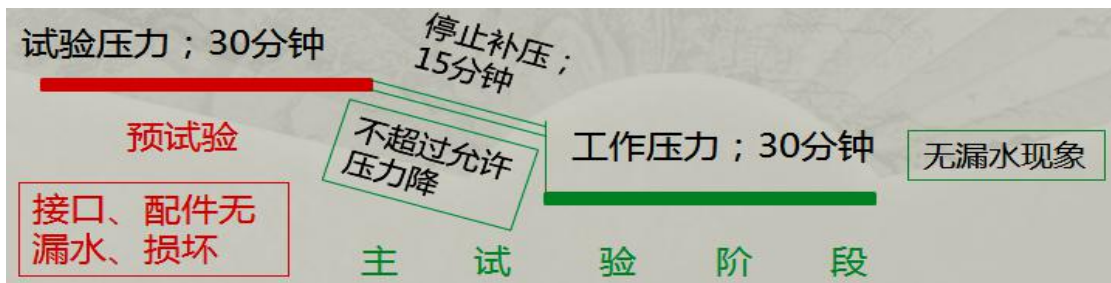 试验压力；30分钟
停止补压；
15分钟
预试验
不超过允许
压力降
工作压力；30分钟
无漏水现象
接口、配件无
漏水、损坏
主试验阶段